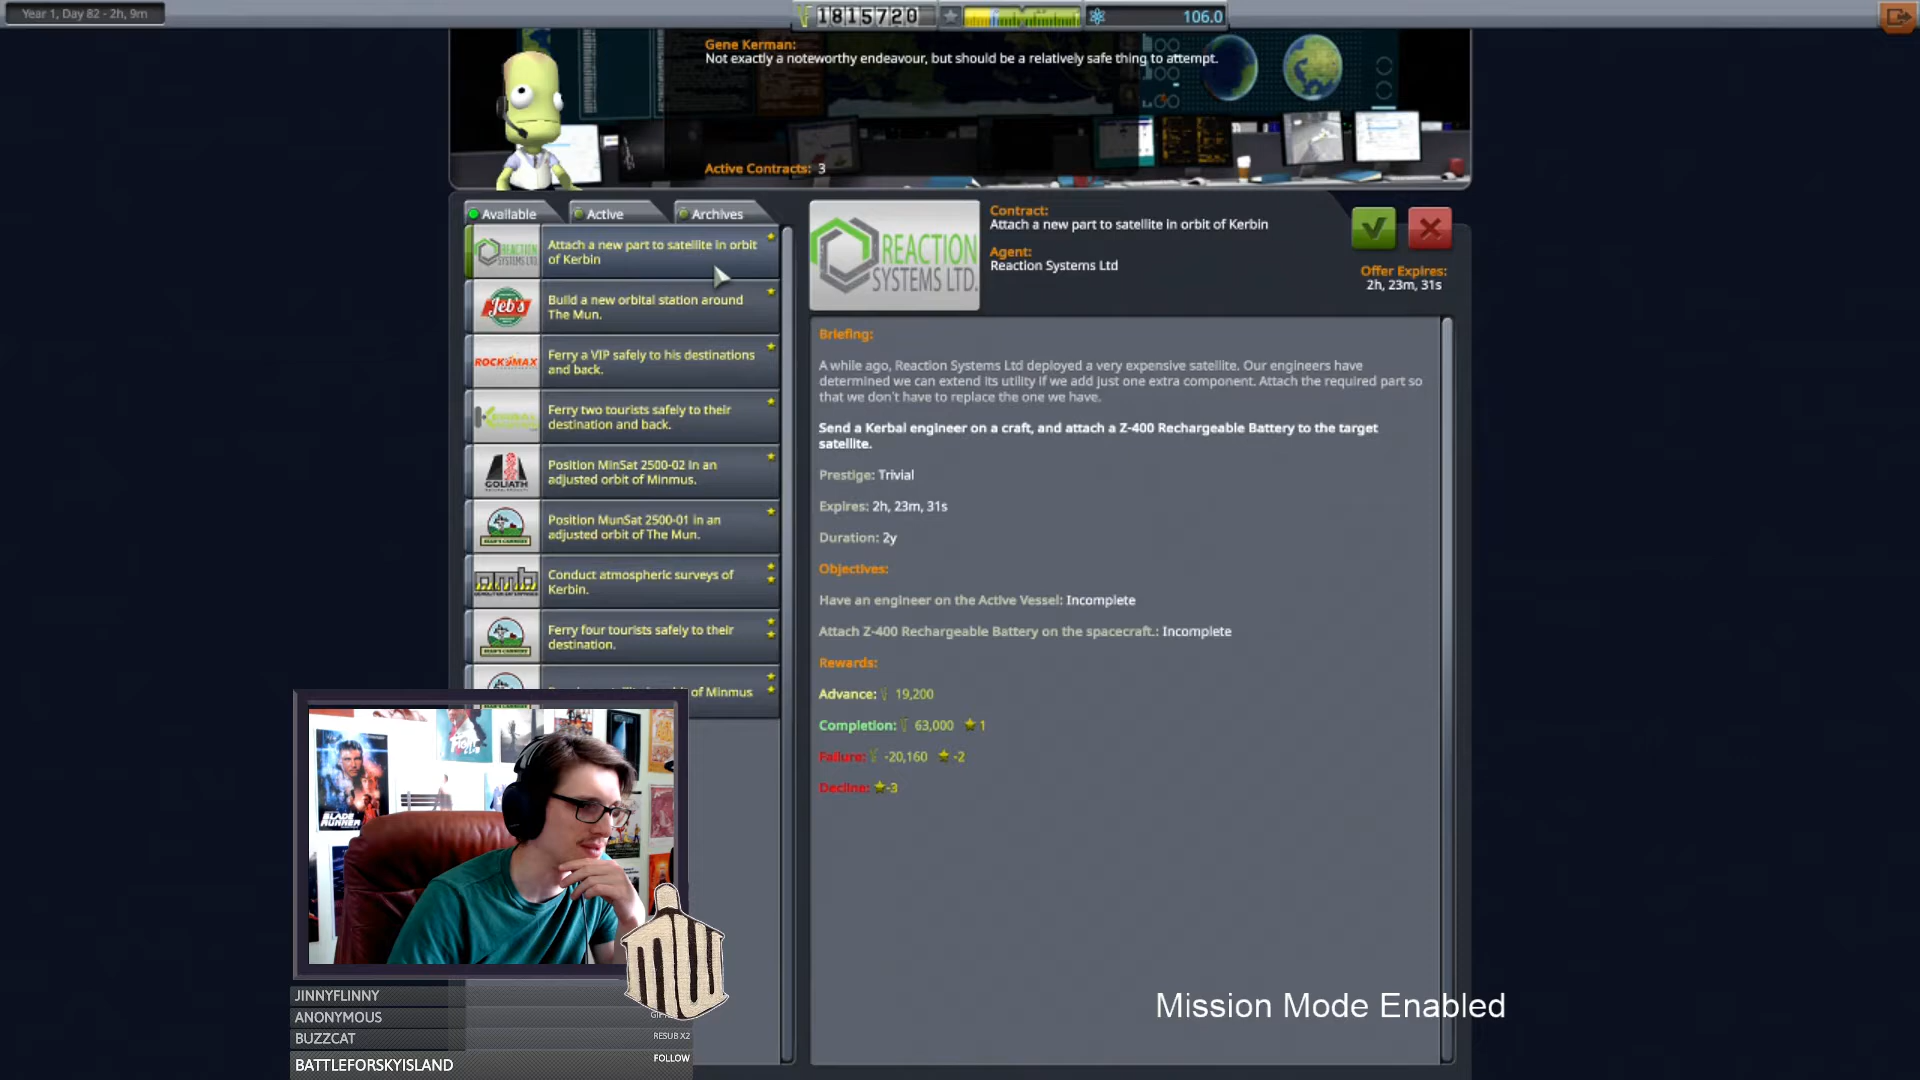 Year 1, Day 82 - 2h, 9m
1815720
106.0
Gene Kerman:
Not exactly a noteworthy endeavour, but should be a relatively safe thing to attempt.
Active Contracts: 3
Available
Active
Archives
REACTION SYSTEMS LTD
Attach a new part to satellite in orbit
of Kerbin
Jeb's
Build a new orbital station around
The Mun.
ROCKOMAX
Ferry a VIP safely to his destinations
and back.
Ferry two tourists safely to their
destination and back.
GOLIATH
Position MinSat 2500-02 in an
adjusted orbit of Minmus.
Position MunSat 2500-01 in an
adjusted orbit of The Mun.
Conduct atmospheric surveys of
Kerbin.
Ferry four tourists safely to their
destination.
of Minmus
REACTION
SYSTEMS LTD.
Contract:
Attach a new part to satellite in orbit of Kerbin
Agent:
Reaction Systems Ltd
Offer Expires:
2h, 23m, 31s
Briefing:
A while ago, Reaction Systems Ltd deployed a very expensive satellite. Our engineers have
determined we can extend its utility if we add just one extra component. Attach the required part so
that we don't have to replace the one we have.
Send a Kerbal engineer on a craft, and attach a Z-400 Rechargeable Battery to the target
satellite.
Prestige: Trivial
Expires: 2h, 23m, 31s
Duration: 2y
Objectives:
Have an engineer on the Active Vessel: Incomplete
Attach Z-400 Rechargeable Battery on the spacecraft.: Incomplete
Rewards:
Advance: 19,200
Completion: 63,000 1
Failure: -20,160 -2
Decline: -3
BLADE
RUNNER
MW
JINNYFLINNY
ANONYMOUS
BUZZCAT
RESUB X2
BATTLEFORSKYISLAND
FOLLOW
Mission Mode Enabled